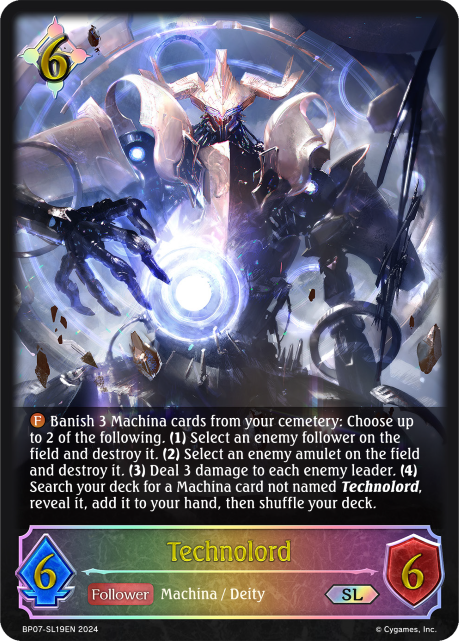 6
F Banish 3 Machina cards from your cemetery: Choose up
to 2 of the following. (1) Select an enemy follower on the
field and destroy it. (2) Select an enemy amulet on the
field and destroy it. (3) Deal 3 damage to each enemy leader. (4)
Search your deck for a Machina card not named Technolord,
reveal it, add it to your hand, then shuffle your deck.
Technolord
6 Follower Machina / Deity SL 6
BP07-SL19EN 2024 © Cygames, Inc.